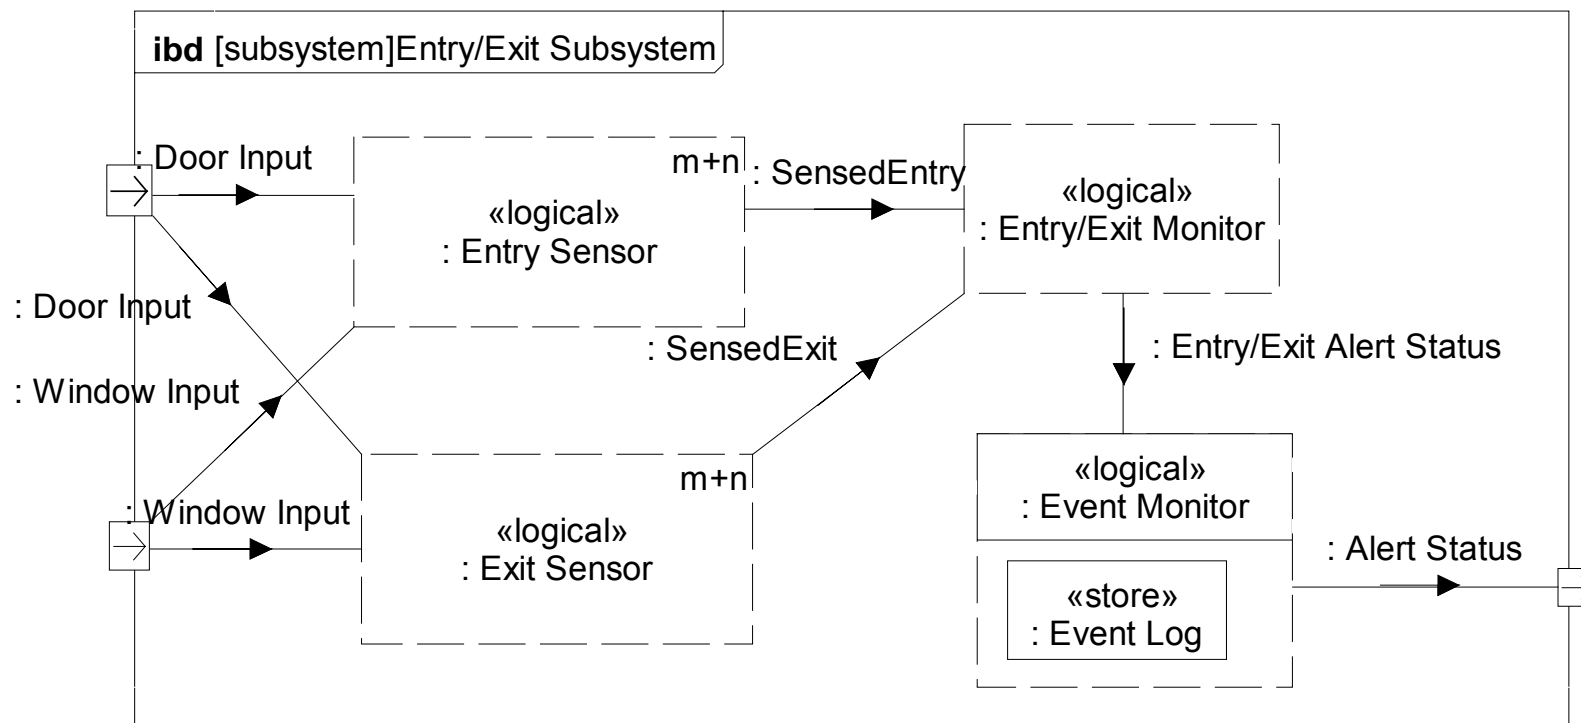 ibd [subsystem]Entry/Exit Subsystem
: Door Input
m+n
: SensedEntry
«logical»
: Entry Sensor
«logical»
: Entry/Exit Monitor
: Door Input
: SensedExit
: Entry/Exit Alert Status
: Window Input
m+n
: Window Input
«logical»
: Exit Sensor
«logical»
: Event Monitor
: Alert Status
«store»
: Event Log